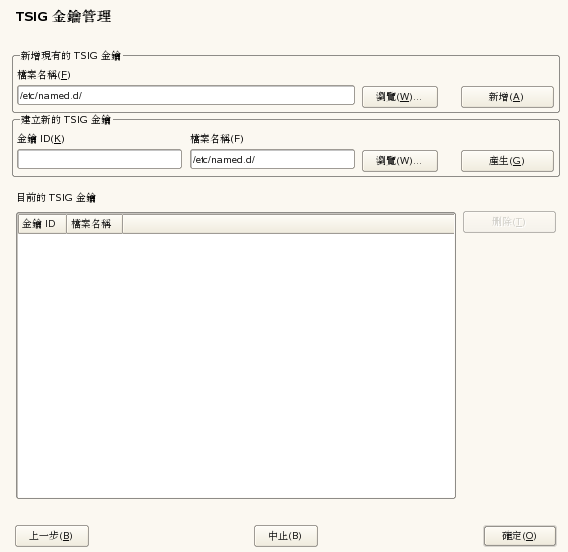 TSIG 金鑰管理
新增現有的 TSIG 金鑰
檔案名稱(F)
/etc/named.d/
瀏覽(W)...
新增(A)
建立新的 TSIG 金鑰
金鑰 ID(K)
檔案名稱(F)
/etc/named.d/
瀏覽(W)...
產生(G)
目前的 TSIG 金鑰
金鑰 ID
檔案名稱
刪除(T)
上一步(B)
中止(B)
確定(O)